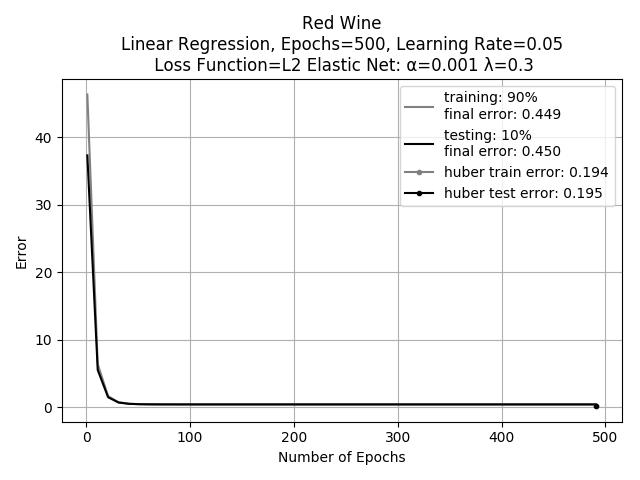 Red Wine
Linear Regression, Epochs=500, Learning Rate=0.05
Loss Function=L2 Elastic Net: α=0.001 λ=0.3
training: 90%
final error: 0.449
testing: 10%
final error: 0.450
huber train error: 0.194
huber test error: 0.195
Error
40
30
20
10
0
0 100 200 300 400 500
Number of Epochs